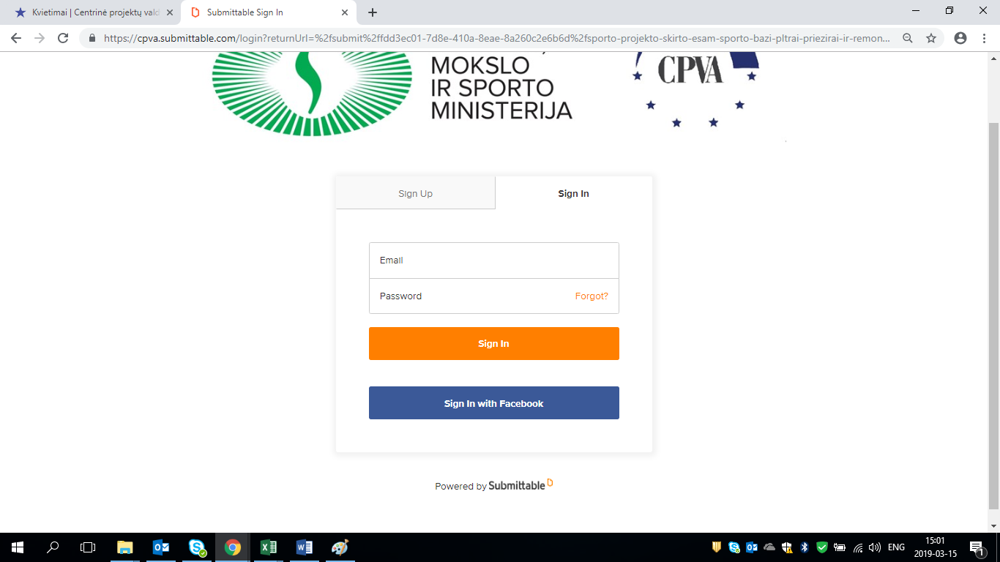 Kvietimai | Centrinė projektų vald
Submittable Sign In
https://cpva.submittable.com/login?returnUrl=%2fsubmit%2ffdd3ec01-7d8e-410a-8eae-8a260c2e6b6d%2fsporto-projekto-skirto-esam-sporto-bazi-pltrai-priezirai-ir-remon...
MOKSLO
IR SPORTO
MINISTERIJA
CPVA
Sign Up
Sign In
Email
Password
Forgot?
Sign In
Sign In with Facebook
Powered by Submittable
ENG
15:01
2019-03-15
1